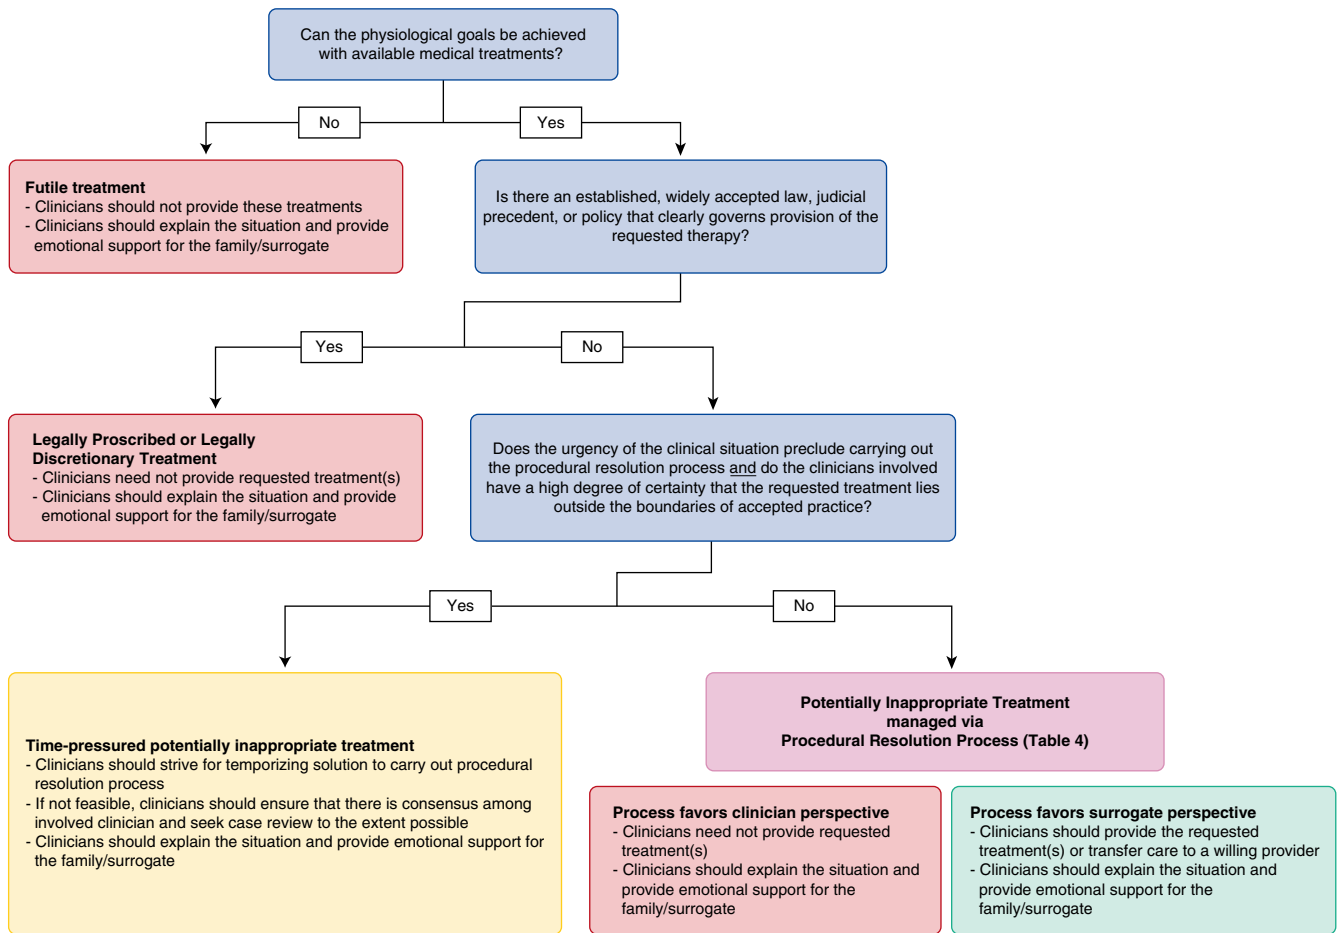 Can the physiological goals be achieved
with available medical treatments?
No
Yes
Futile treatment
- Clinicians should not provide these treatments
- Clinicians should explain the situation and provide
emotional support for the family/surrogate
Is there an established, widely accepted law, judicial
precedent, or policy that clearly governs provision of the
requested therapy?
Yes
No
Legally Proscribed or Legally
Discretionary Treatment
- Clinicians need not provide requested treatment(s)
- Clinicians should explain the situation and provide
emotional support for the family/surrogate
Does the urgency of the clinical situation preclude carrying out
the procedural resolution process and do the clinicians involved
have a high degree of certainty that the requested treatment lies
outside the boundaries of accepted practice?
Yes
No
Time-pressured potentially inappropriate treatment
- Clinicians should strive for temporizing solution to carry out procedural
resolution process
- If not feasible, clinicians should ensure that there is consensus among
involved clinician and seek case review to the extent possible
- Clinicians should explain the situation and provide emotional support for
the family/surrogate
Potentially Inappropriate Treatment
managed via
Procedural Resolution Process (Table 4)
Process favors clinician perspective
- Clinicians need not provide requested
treatment(s)
- Clinicians should explain the situation and
provide emotional support for the
family/surrogate
Process favors surrogate perspective
- Clinicians should provide the requested
treatment(s) or transfer care to a willing provider
- Clinicians should explain the situation and
provide emotional support for the
family/surrogate